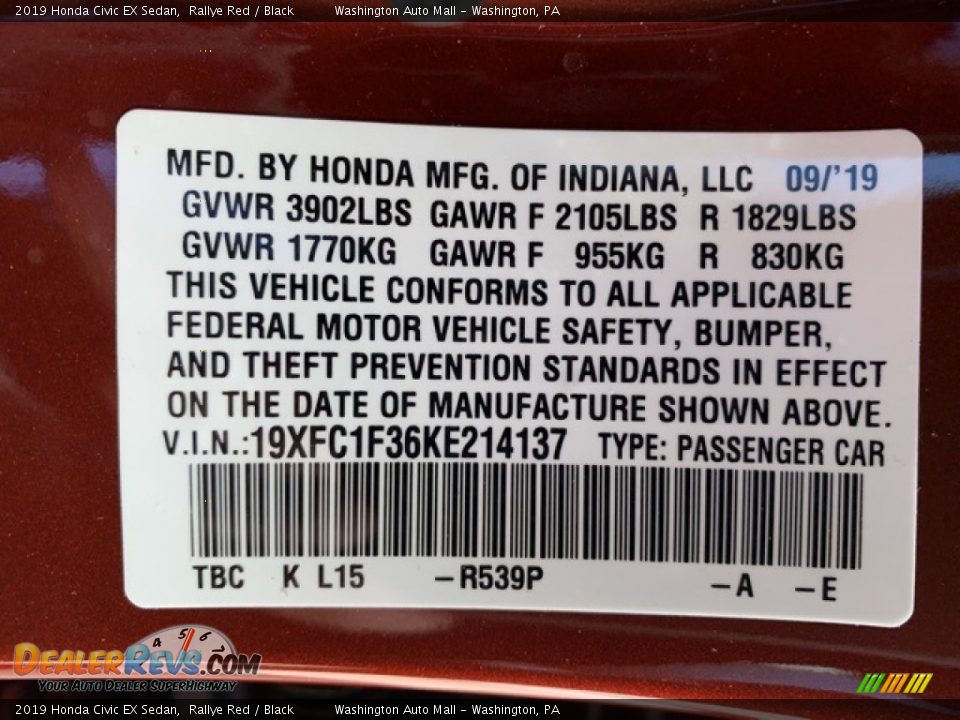 2019 Honda Civic EX Sedan, Rallye Red / Black Washington Auto Mall - Washington, PA
MFD. BY HONDA MFG. OF INDIANA, LLC 09/'19
GVWR 3902LBS GAWR F 2105LBS R 1829LBS
GVWR 1770KG GAWR F 955KG R 830KG
THIS VEHICLE CONFORMS TO ALL APPLICABLE
FEDERAL MOTOR VEHICLE SAFETY, BUMPER,
AND THEFT PREVENTION STANDARDS IN EFFECT
ON THE DATE OF MANUFACTURE SHOWN ABOVE.
V.I.N.:19XFC1F36KE214137 TYPE: PASSENGER CAR
TBC K L15 -R539P -A -E
4 5 6
DEALERREVS.COM
YOUR AUTO DEALER SUPERHIGHWAY
2019 Honda Civic EX Sedan, Rallye Red / Black Washington Auto Mall - Washington, PA